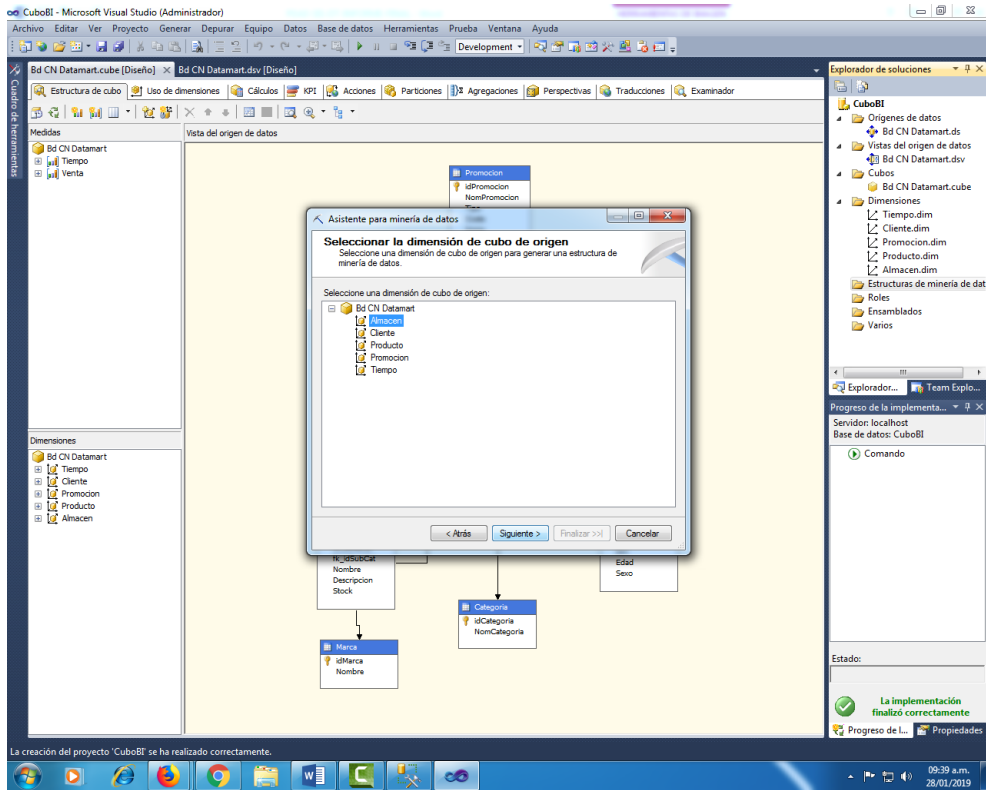 CuboBI - Microsoft Visual Studio (Administrador)
Archivo Editar Ver Proyecto Generar Depurar Equipo Datos Base de datos Herramientas Prueba Ventana Ayuda
Development
Bd CN Datamart.cube [Diseño] Bd CN Datamart.dsv [Diseño]
Cuadro de herramientas
Estructura de cubo Uso de dimensiones Cálculos KPI Acciones Particiones Agregaciones Perspectivas Traducciones Examinador
Medidas
Bd CN Datamart
Tiempo
Venta
Dimensiones
Bd CN Datamart
Tiempo
Cliente
Promocion
Producto
Almacen
Vista del origen de datos
Promocion
idPromocion
NomPromocion
Asistente para minería de datos
Seleccionar la dimensión de cubo de origen
Seleccione una dimensión de cubo de origen para generar una estructura de
minería de datos.
Seleccione una dimensión de cubo de origen:
Bd CN Datamart
Almacen
Cliente
Producto
Promocion
Tiempo
< Atrás Siguiente > Finalizar >>| Cancelar
fk_idSubCat
Nombre
Descripcion
Stock
Edad
Sexo
Categoria
idCategoria
NomCategoria
Marca
idMarca
Nombre
Explorador de soluciones
CuboBI
Orígenes de datos
Bd CN Datamart.ds
Vistas del origen de datos
Bd CN Datamart.dsv
Cubos
Bd CN Datamart.cube
Dimensiones
Tiempo.dim
Cliente.dim
Promocion.dim
Producto.dim
Almacen.dim
Estructuras de minería de dat
Roles
Ensamblados
Varios
Explorador... Team Explo...
Progreso de la implementa...
Servidor: localhost
Base de datos: CuboBI
Comando
Estado:
La implementación
finalizó correctamente
Progreso de l... Propiedades
La creación del proyecto 'CuboBI' se ha realizado correctamente.
09:39 a.m.
28/01/2019